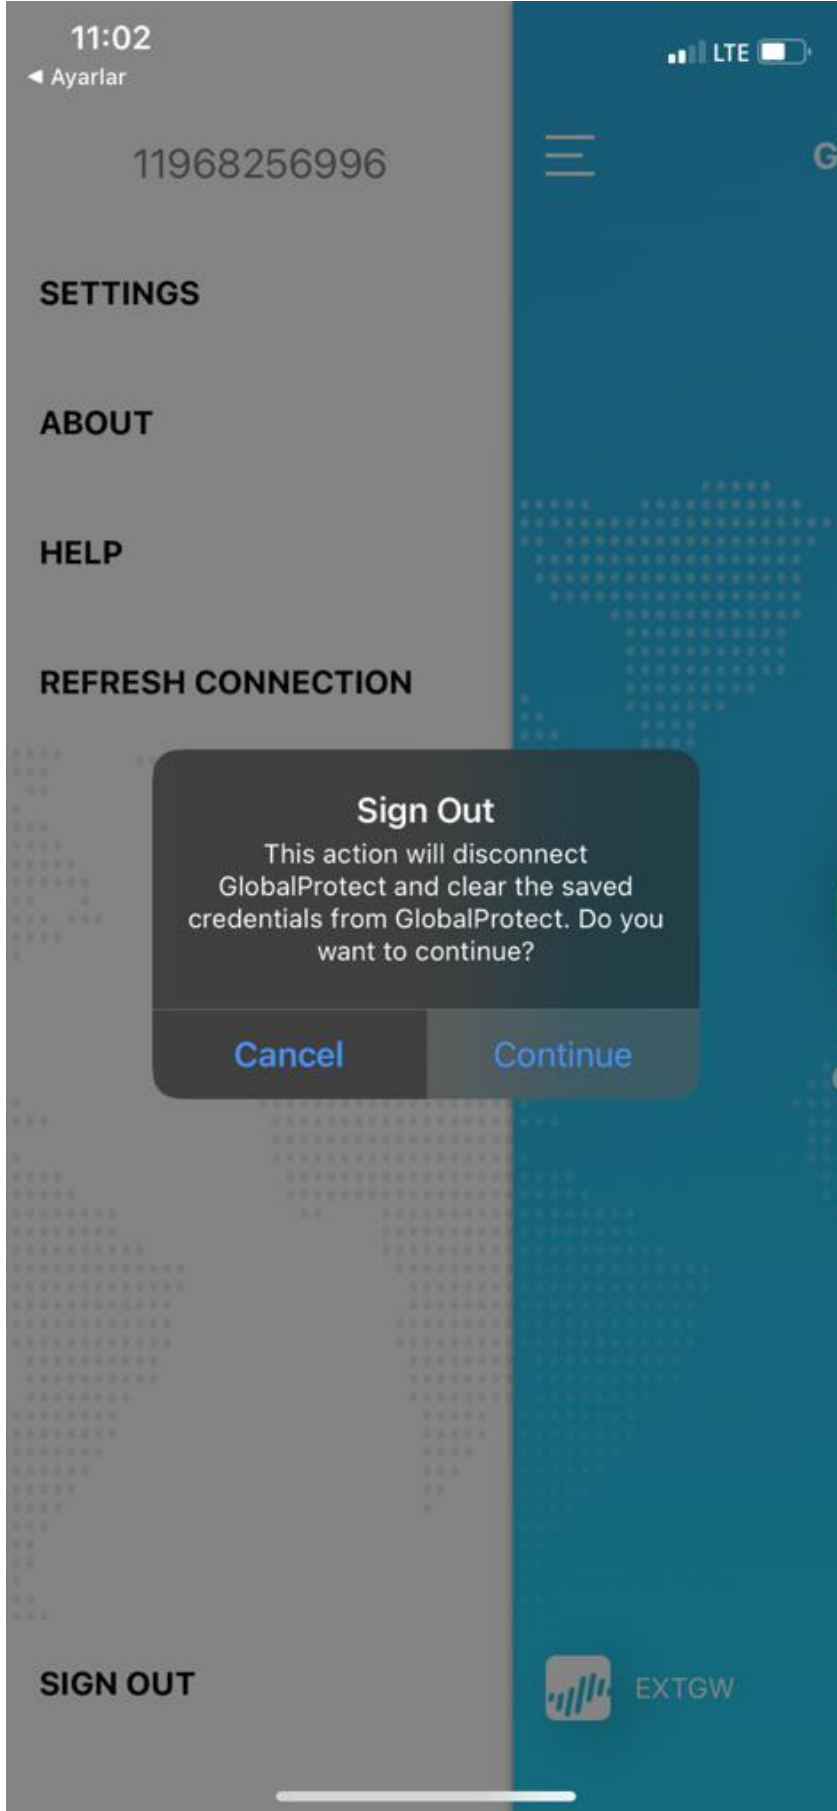 11:02
LTE
◀ Ayarlar
11968256996
G
SETTINGS
ABOUT
HELP
REFRESH CONNECTION
Sign Out
This action will disconnect
GlobalProtect and clear the saved
credentials from GlobalProtect. Do you
want to continue?
Cancel
Continue
SIGN OUT
EXTGW